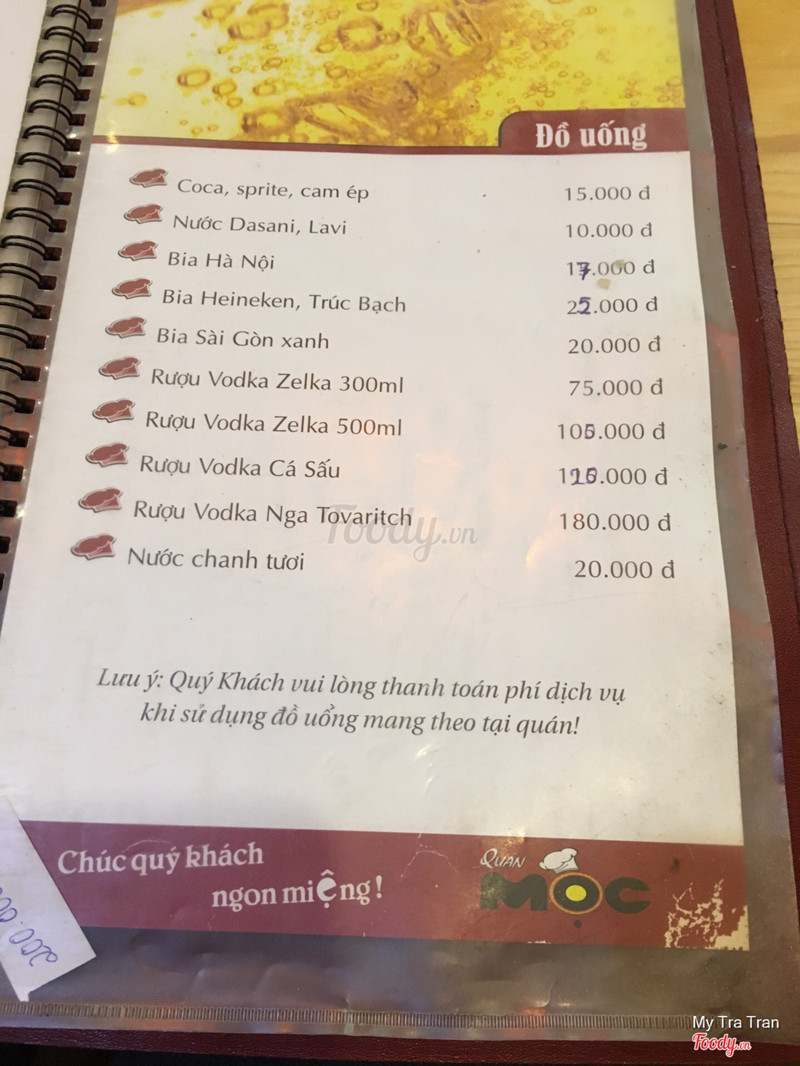 Đồ uống
Coca, sprite, cam ép 15.000 đ
Nước Dasani, Lavi 10.000 đ
Bia Hà Nội 17.000 đ
Bia Heineken, Trúc Bạch 25.000 đ
Bia Sài Gòn xanh 20.000 đ
Rượu Vodka Zelka 300ml 75.000 đ
Rượu Vodka Zelka 500ml 105.000 đ
Rượu Vodka Cá Sấu đ
Rượu Vodka Nga Tovaritch 180.000 đ
Nước chanh tươi 20.000 đ
Foody.vn
Lưu ý: Quý Khách vui lòng thanh toán phí dịch vụ
khi sử dụng đồ uổng mang theo tại quán!
Chúc quý khách
ngon miệng!
QUAN
MỘC
My Tra Tran
Foody.vn